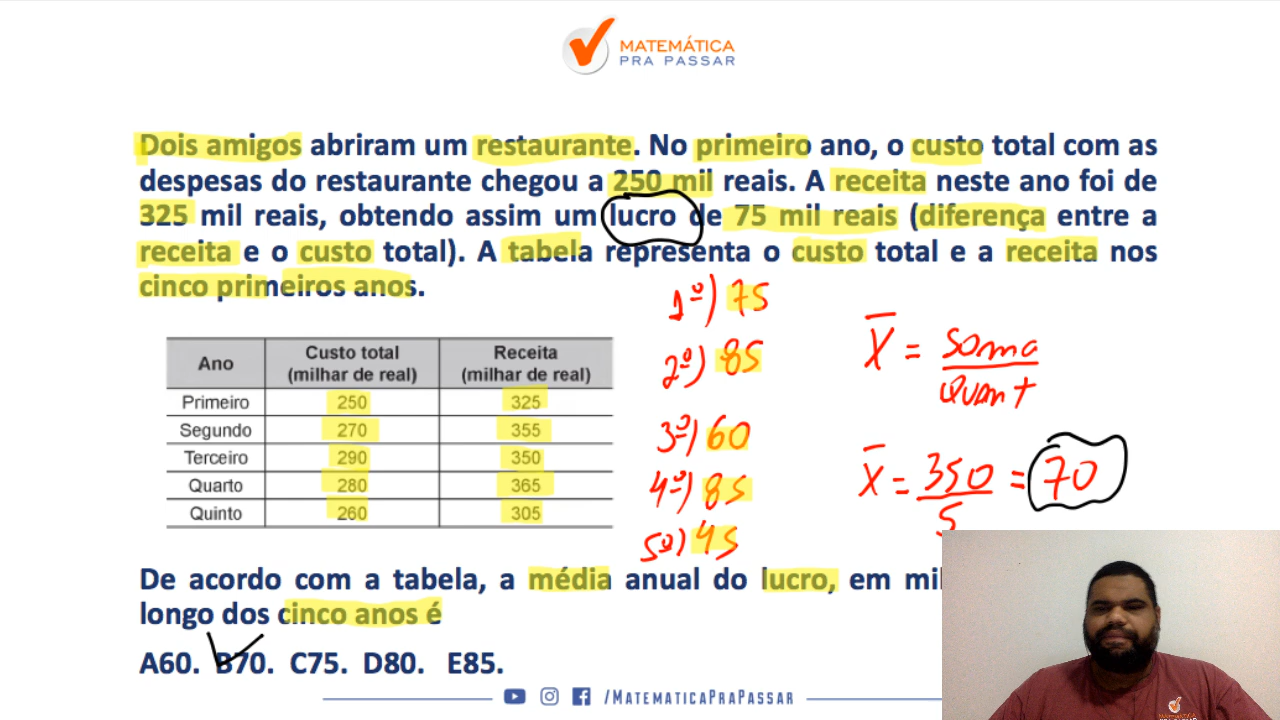 MATEMÁTICA
PRA PASSAR
Dois amigos abriram um restaurante. No primeiro ano, o custo total com as
despesas do restaurante chegou a 250 mil reais. A receita neste ano foi de
325 mil reais, obtendo assim um lucro de 75 mil reais (diferença entre a
receita e o custo total). A tabela representa o custo total e a receita nos
cinco primeiros anos.
Ano Custo total (milhar de real) Receita (milhar de real)
Primeiro 250 325
Segundo 270 355
Terceiro 290 350
Quarto 280 365
Quinto 260 305
1º) 75
2º) 85
3º) 60
4º) 85
5º) 45
X̅ = soma
Quant
X̅ = 350 = 70
5
De acordo com a tabela, a média anual do lucro, em mil
longo dos cinco anos é
A60. B70. C75. D80. E85.
/MATEMATICAPRAPASSAR
MATEMÁTICA
PRA PASSAR